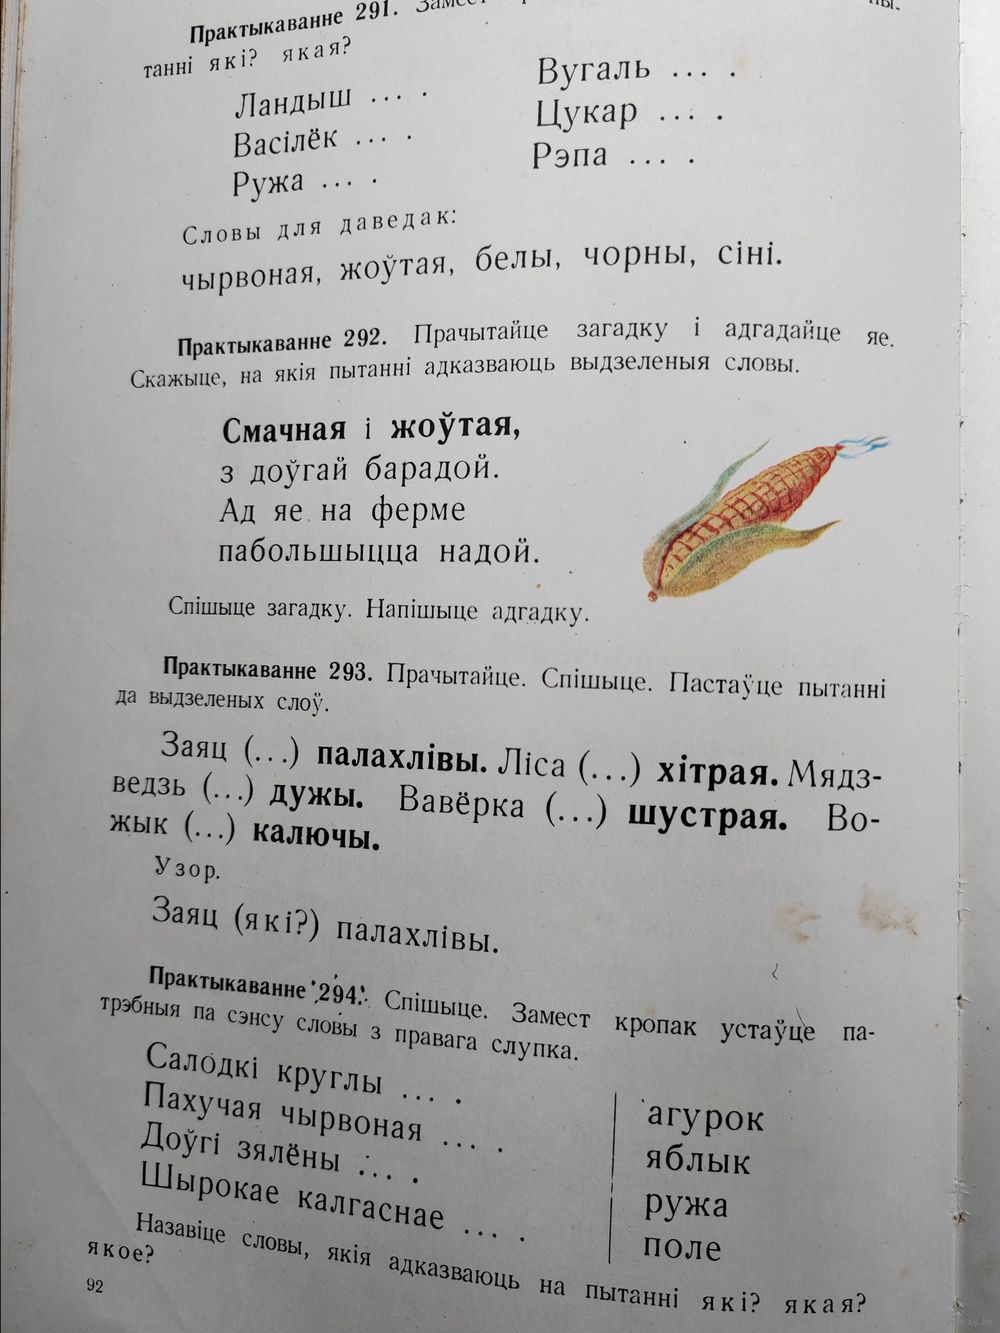 Практыкаванне 291. Замест
танні які? якая?
Ландыш ... .
Васілёк ... .
Ружа ... .
Вугаль ... .
Цукар ... .
Рэпа ... .
Словы для даведак:
чырвоная, жоўтая, белы, чорны, сіні.
Практыкаванне 292. Прачытайце загадку і адгадайце яе.
Скажыце, на якія пытанні адказваюць выдзеленыя словы.
Смачная і жоўтая,
з доўгай барадой.
Ад яе на ферме
пабольшыцца надой.
Спішыце загадку. Напішыце адгадку.
Практыкаванне 293. Прачытайце. Спішыце. Пастаўце пытанні
да выдзеленых слоў.
Заяц (...) палахлівы. Ліса (...) хітрая. Мядз-
ведзь (...) дужы. Вавёрка (...) шустрая. Во-
жык (...) калючы.
Узор.
Заяц (які?) палахлівы.
Практыкаванне 294. Спішыце. Замест кропак устаўце па-
трэбныя па сэнсу словы з правага слупка.
Салодкі круглы ... .
Пахучая чырвоная ... .
Доўгі зялёны ... .
Шырокае калгаснае ... .
агурок
яблык
ружа
поле
Назавіце словы, якія адказваюць на пытанні які? якая?
якое?
92
www.ay.by